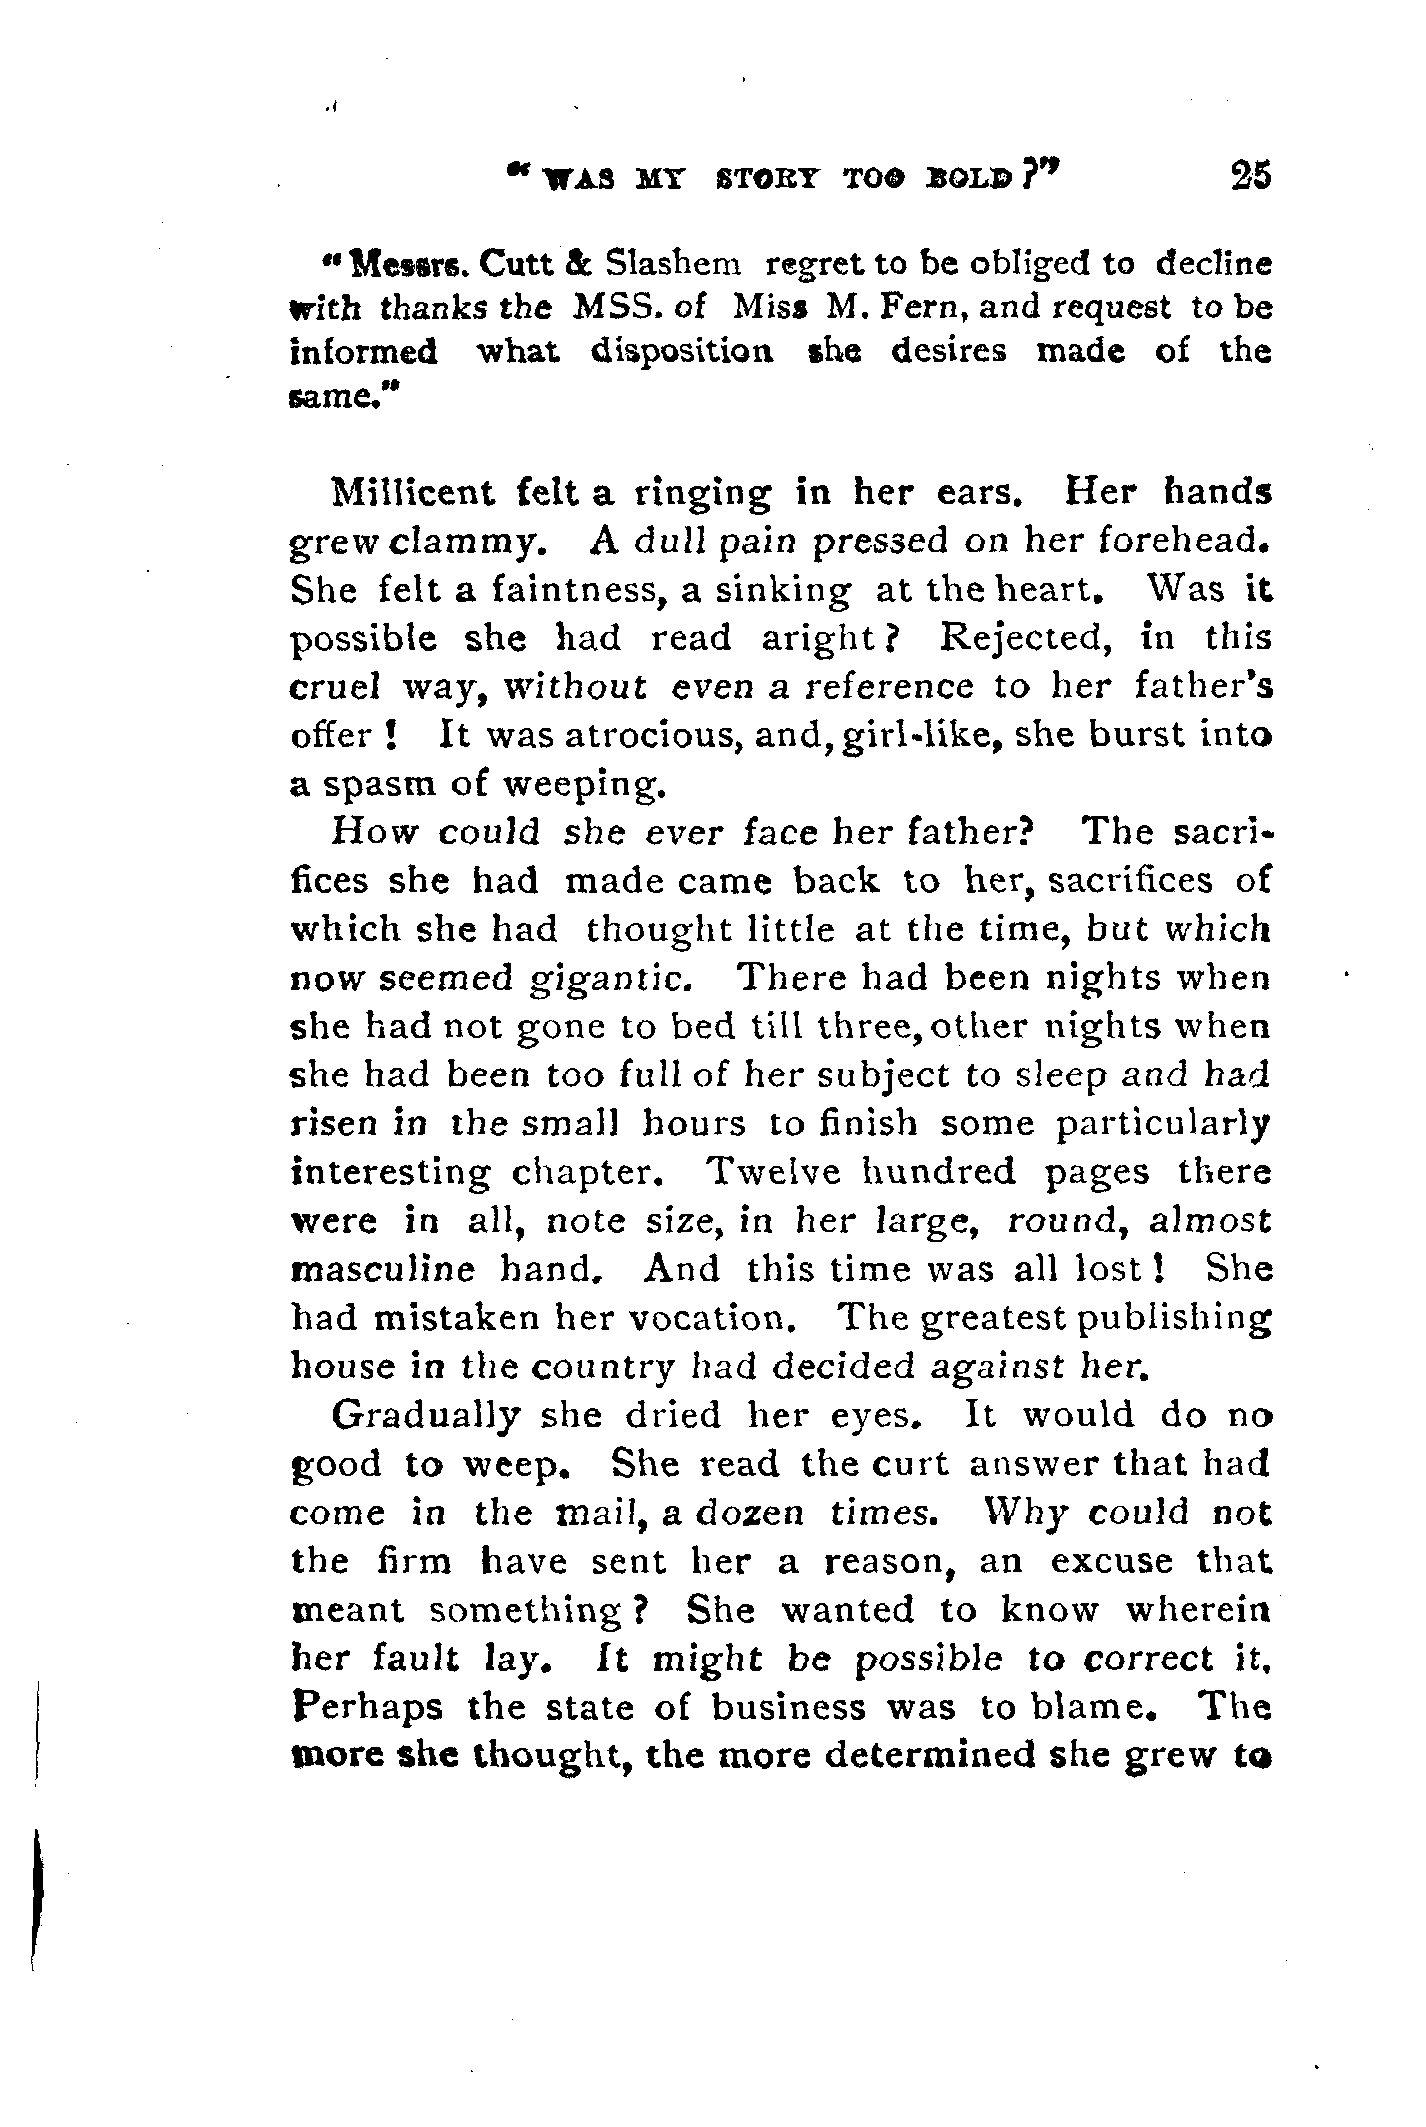 "WAS MY STORY TOO BOLD?" 25
"Messrs. Cutt & Slashem regret to be obliged to decline
with thanks the MSS. of Miss M. Fern, and request to be
informed what disposition she desires made of the
same."
Millicent felt a ringing in her ears. Her hands
grew clammy. A dull pain pressed on her forehead.
She felt a faintness, a sinking at the heart. Was it
possible she had read aright? Rejected, in this
cruel way, without even a reference to her father's
offer! It was atrocious, and, girl-like, she burst into
a spasm of weeping.
How could she ever face her father? The sacri-
fices she had made came back to her, sacrifices of
which she had thought little at the time, but which
now seemed gigantic. There had been nights when
she had not gone to bed till three, other nights when
she had been too full of her subject to sleep and had
risen in the small hours to finish some particularly
interesting chapter. Twelve hundred pages there
were in all, note size, in her large, round, almost
masculine hand. And this time was all lost! She
had mistaken her vocation. The greatest publishing
house in the country had decided against her.
Gradually she dried her eyes. It would do no
good to weep. She read the curt answer that had
come in the mail, a dozen times. Why could not
the firm have sent her a reason, an excuse that
meant something? She wanted to know wherein
her fault lay. It might be possible to correct it.
Perhaps the state of business was to blame. The
more she thought, the more determined she grew to